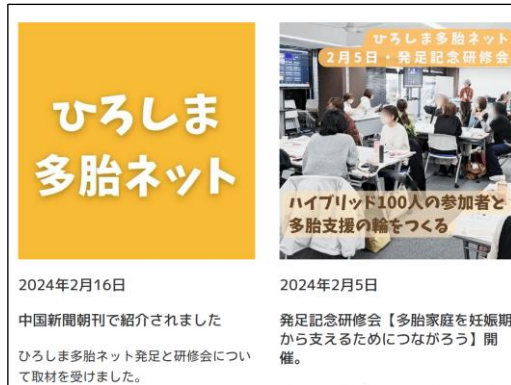 ひろしま
多胎ネット
2024年2月16日
中国新聞朝刊で紹介されました
ひろしま多胎ネット発足と研修会につい
て取材を受けました。
ひろしま多胎ネット
2月5日・発足記念研修会
ハイブリッド100人の参加者と
多胎支援の輪をつくる
2024年2月5日
発足記念研修会【多胎家庭を妊娠期
から支えるためにつながろう】開
催。